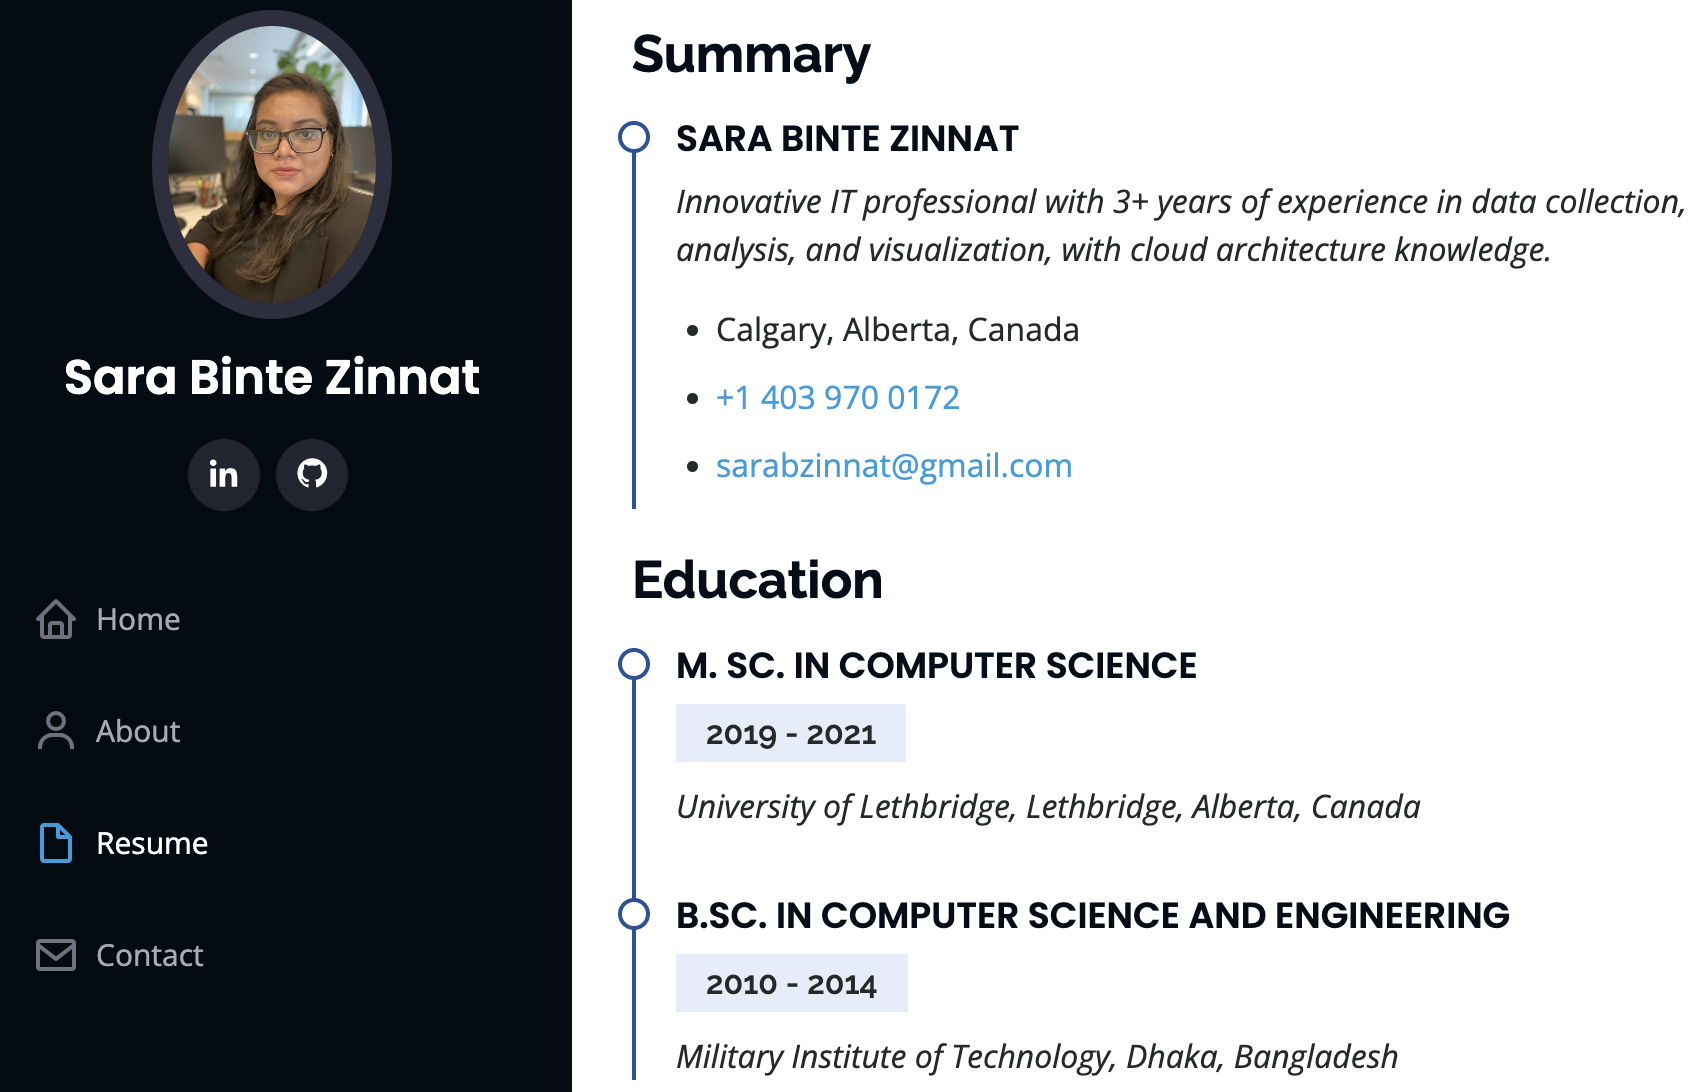 Sara Binte Zinnat
in
Home
About
Resume
Contact
Summary
SARA BINTE ZINNAT
Innovative IT professional with 3+ years of experience in data collection,
analysis, and visualization, with cloud architecture knowledge.
• Calgary, Alberta, Canada
• +1 403 970 0172
• sarabzinnat@gmail.com
Education
M. SC. IN COMPUTER SCIENCE
2019 - 2021
University of Lethbridge, Lethbridge, Alberta, Canada
B.SC. IN COMPUTER SCIENCE AND ENGINEERING
2010 - 2014
Military Institute of Technology, Dhaka, Bangladesh